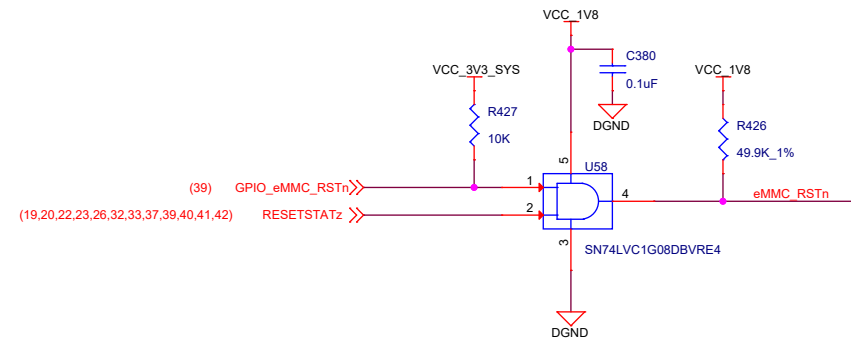 VCC_1V8
C380
0.1uF
DGND
VCC_3V3_SYS
R427
10K
VCC_1V8
R426
49.9K_1%
U58
5
(39) GPIO_eMMC_RSTn 1
4 eMMC_RSTn
(19,20,22,23,26,32,33,37,39,40,41,42) RESETSTATz 2
3
SN74LVC1G08DBVRE4
DGND